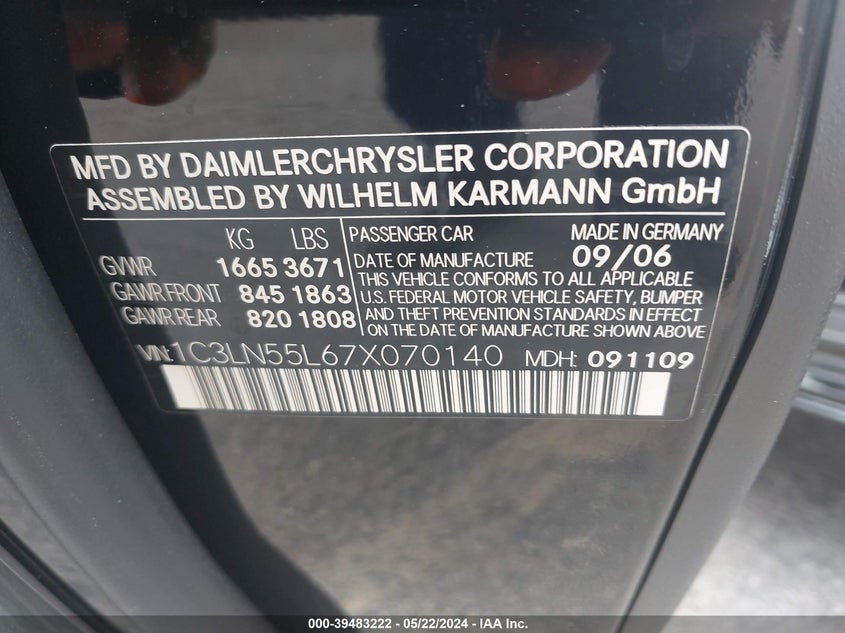 MFD BY DAIMLERCHRYSLER CORPORATION
ASSEMBLED BY WILHELM KARMANN GmbH
KG LBS
GVWR 1665 3671
GAWR FRONT 845 1863
GAWR REAR 820 1808
PASSENGER CAR MADE IN GERMANY
DATE OF MANUFACTURE 09/06
THIS VEHICLE CONFORMS TO ALL APPLICABLE
U.S. FEDERAL MOTOR VEHICLE SAFETY, BUMPER
AND THEFT PREVENTION STANDARDS IN EFFECT
ON THE DATE OF MANUFACTURE SHOWN ABOVE
VIN: 1C3LN55L67X070140 MDH: 091109
000-39483222 - 05/22/2024 - IAA Inc.